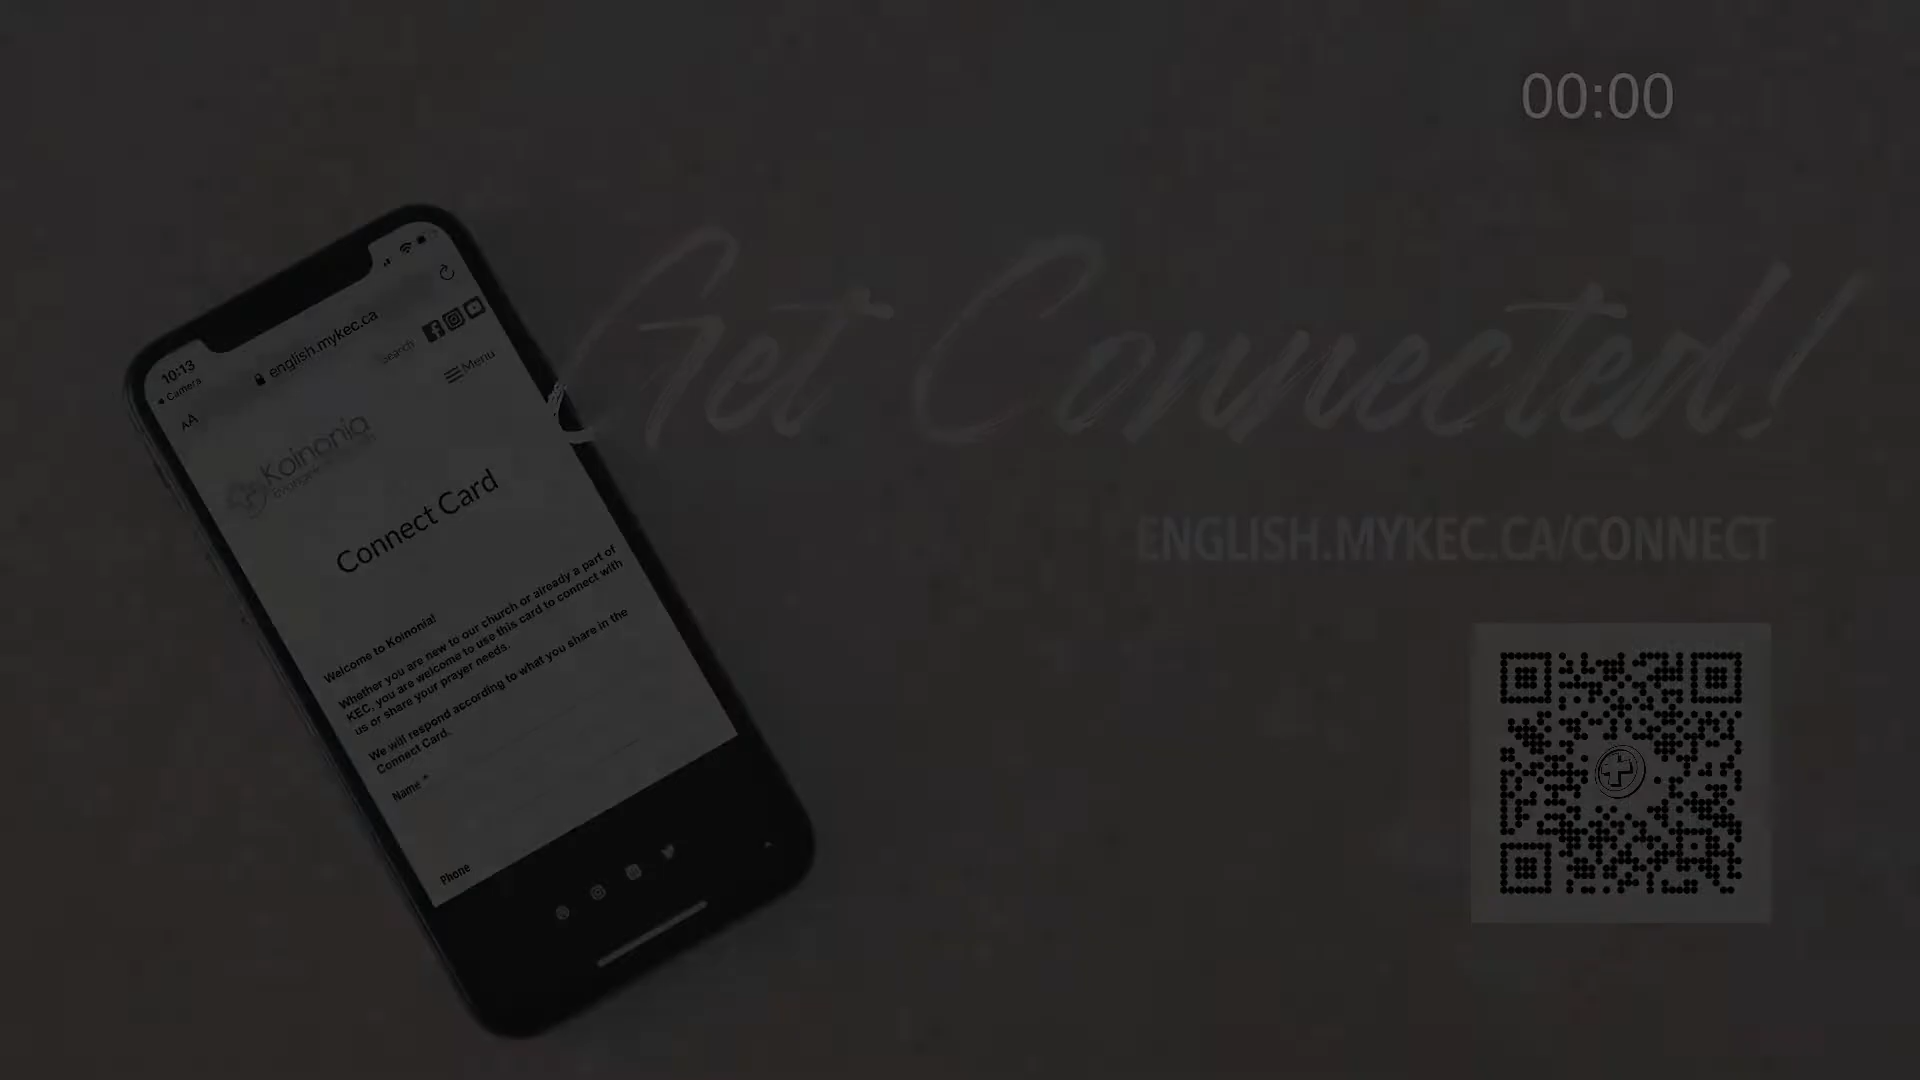 00:00
Get Connected!
ENGLISH.MYKEC.CA/CONNECT
10:13
Camera
AA
english.mykec.ca
Search
Menu
Koinonia
Connect Card
Welcome to Koinonia!
Whether you are new to our church or already a part of
KEC, you are welcome to use this card to connect with
us or share your prayer needs.
We will respond according to what you share in the
Connect Card.
Name *
Phone